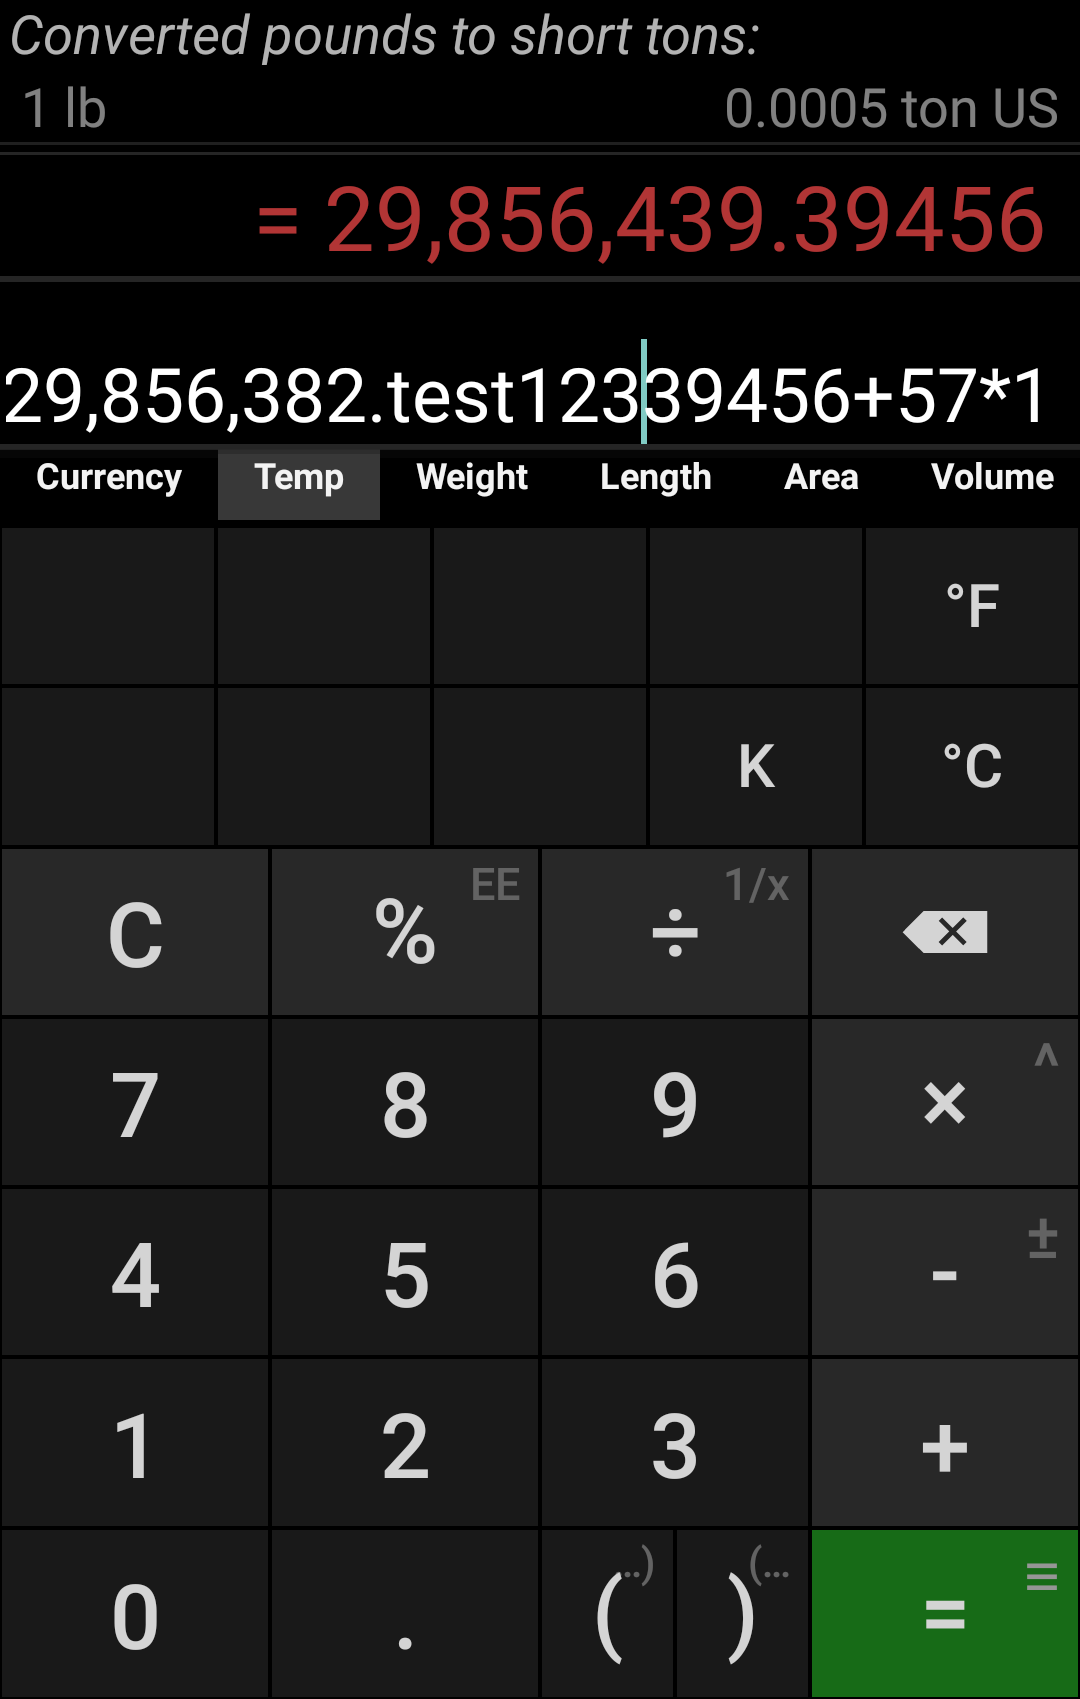 Converted pounds to short tons:
1 lb 0.0005 ton US
= 29,856,439.39456
29,856,382.test12339456+57*1
Currency Temp Weight Length Area Volume
°F
K °C
C % EE ÷ 1/x
7 8 9 × ^
4 5 6 - ±
1 2 3 +
0 . ( ..) ) (... = ≡